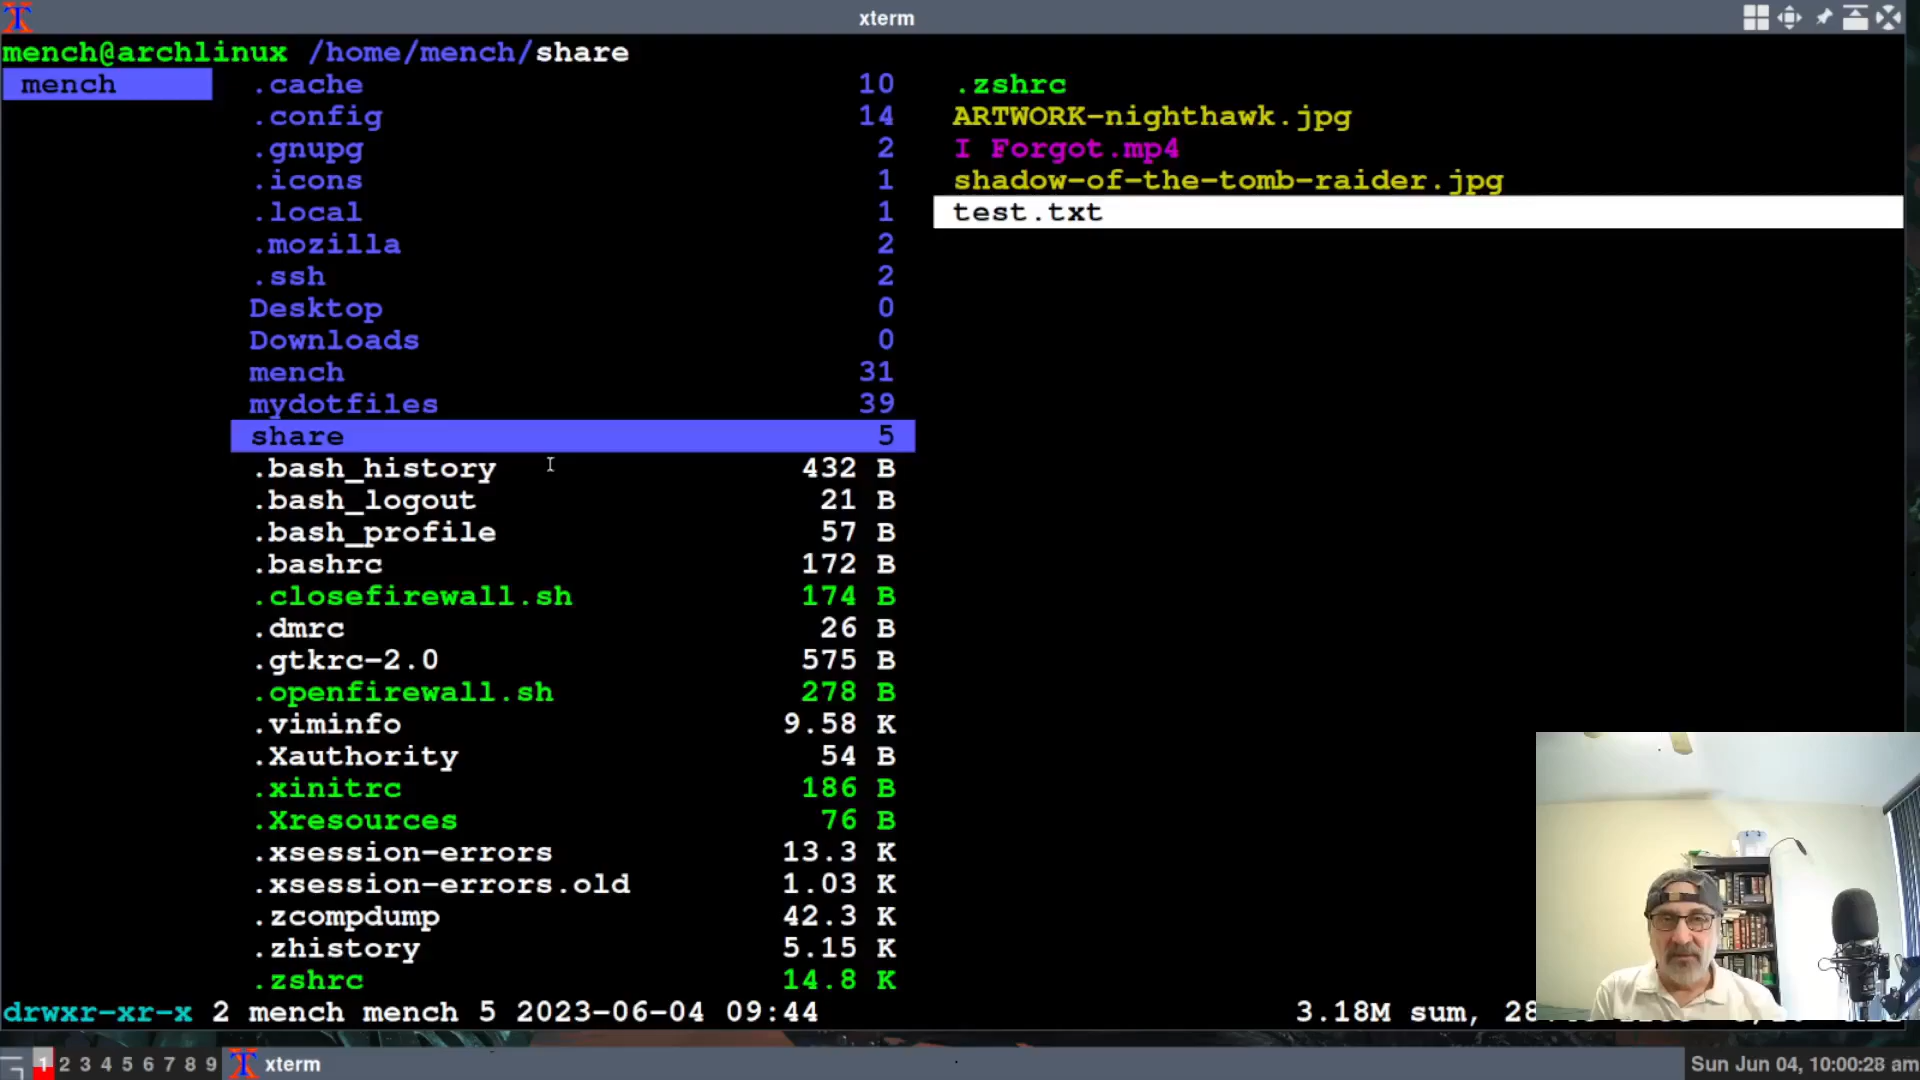 xterm
mench@archlinux /home/mench/share
mench
.cache 10
.config 14
.gnupg 2
.icons 1
.local 1
.mozilla 2
.ssh 2
Desktop 0
Downloads 0
mench 31
mydotfiles 39
share 5
.bash_history 432 B
.bash_logout 21 B
.bash_profile 57 B
.bashrc 172 B
.closefirewall.sh 174 B
.dmrc 26 B
.gtkrc-2.0 575 B
.openfirewall.sh 278 B
.viminfo 9.58 K
.Xauthority 54 B
.xinitrc 186 B
.Xresources 76 B
.xsession-errors 13.3 K
.xsession-errors.old 1.03 K
.zcompdump 42.3 K
.zhistory 5.15 K
.zshrc 14.8 K
.zshrc
ARTWORK-nighthawk.jpg
I Forgot.mp4
shadow-of-the-tomb-raider.jpg
test.txt
drwxr-xr-x 2 mench mench 5 2023-06-04 09:44
3.18M sum,
1 2 3 4 5 6 7 8 9 xterm
Sun Jun 04, 10:00:28 am